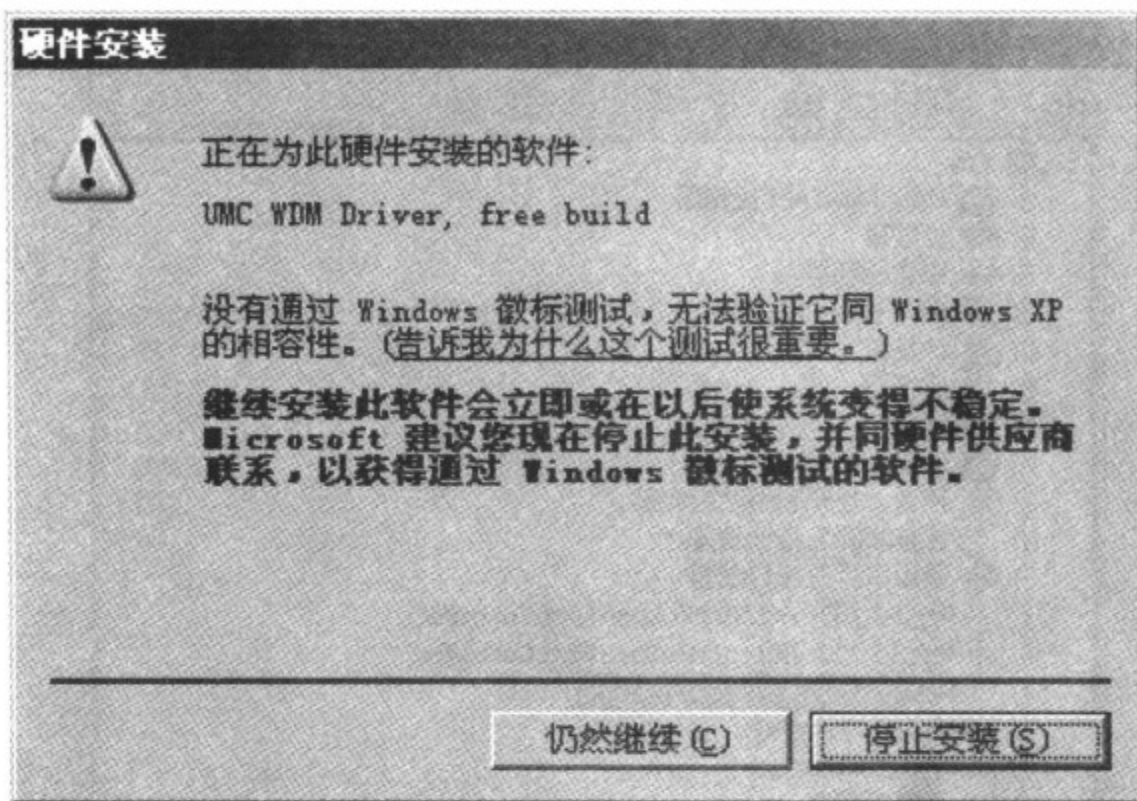 硬件安装
正在为此硬件安装的软件:
UMC WDM Driver, free build
没有通过 Windows 徽标测试，无法验证它同 Windows XP
的相容性。(告诉我为什么这个测试很重要。)
继续安装此软件会立即或在以后使系统变得不稳定。
Microsoft 建议您现在停止此安装，并同硬件供应商
联系，以获得通过 Windows 徽标测试的软件。
仍然继续(C)
停止安装(S)